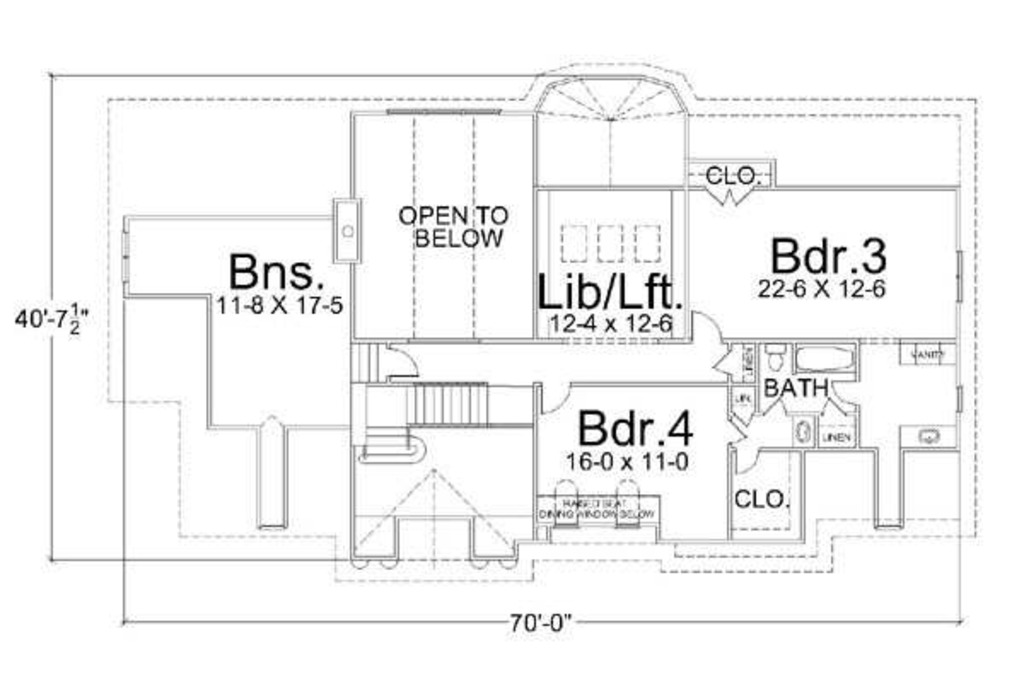 CLO.
OPEN TO
BELOW
Bns.
11-8 X 17-5
Lib/Lft.
12-4 x 12-6
Bdr.3
22-6 X 12-6
40'-7 1/2"
LINEN
VANITY
BATH
LIN.
LINEN
Bdr.4
16-0 x 11-0
CLO.
RAISED SEAT
DINING WINDOW BELOW
70'-0"